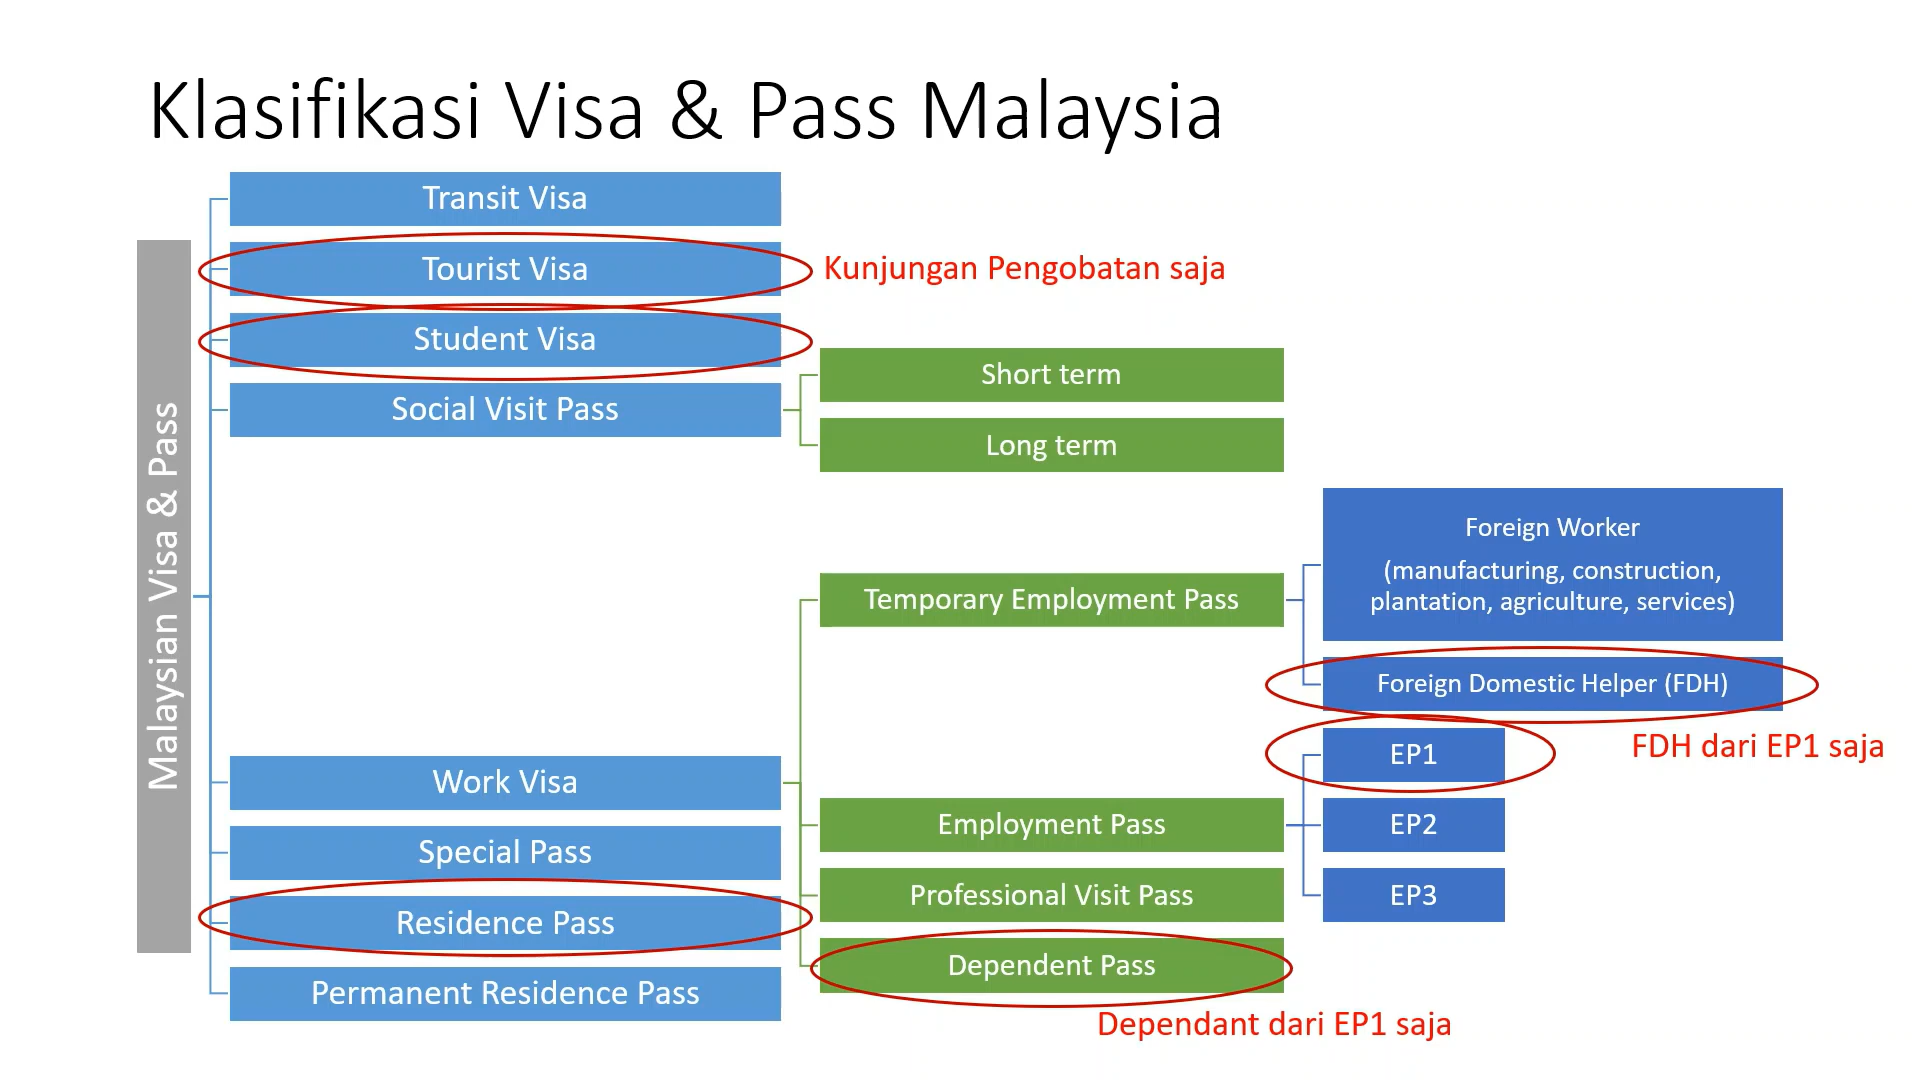 Klasifikasi Visa & Pass Malaysia
Malaysian Visa & Pass
Transit Visa
Tourist Visa
Kunjungan Pengobatan saja
Student Visa
Social Visit Pass
Short term
Long term
Work Visa
Temporary Employment Pass
Foreign Worker
(manufacturing, construction,
plantation, agriculture, services)
Foreign Domestic Helper (FDH)
FDH dari EP1 saja
Employment Pass
EP1
EP2
EP3
Professional Visit Pass
Dependent Pass
Dependant dari EP1 saja
Special Pass
Residence Pass
Permanent Residence Pass